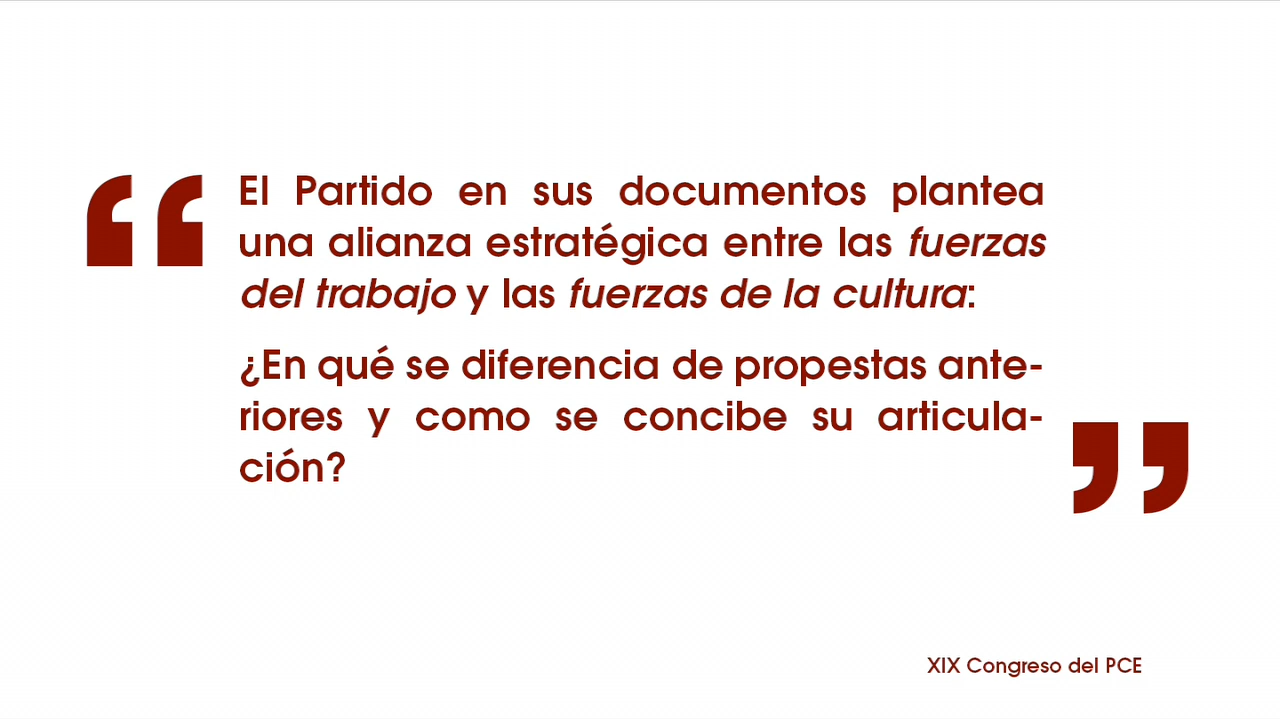 “
El Partido en sus documentos plantea
una alianza estratégica entre las fuerzas
del trabajo y las fuerzas de la cultura:
¿En qué se diferencia de propestas ante-
riores y como se concibe su articula-
ción?
”
XIX Congreso del PCE